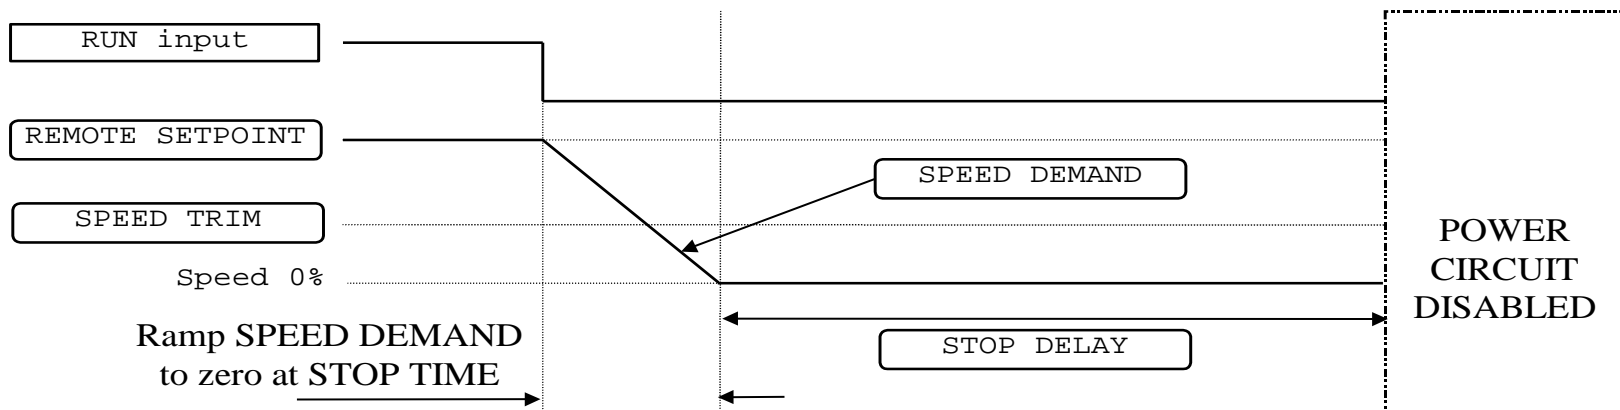 RUN input
REMOTE SETPOINT
SPEED DEMAND
SPEED TRIM
Speed 0%
POWER
CIRCUIT
DISABLED
Ramp SPEED DEMAND
to zero at STOP TIME
STOP DELAY